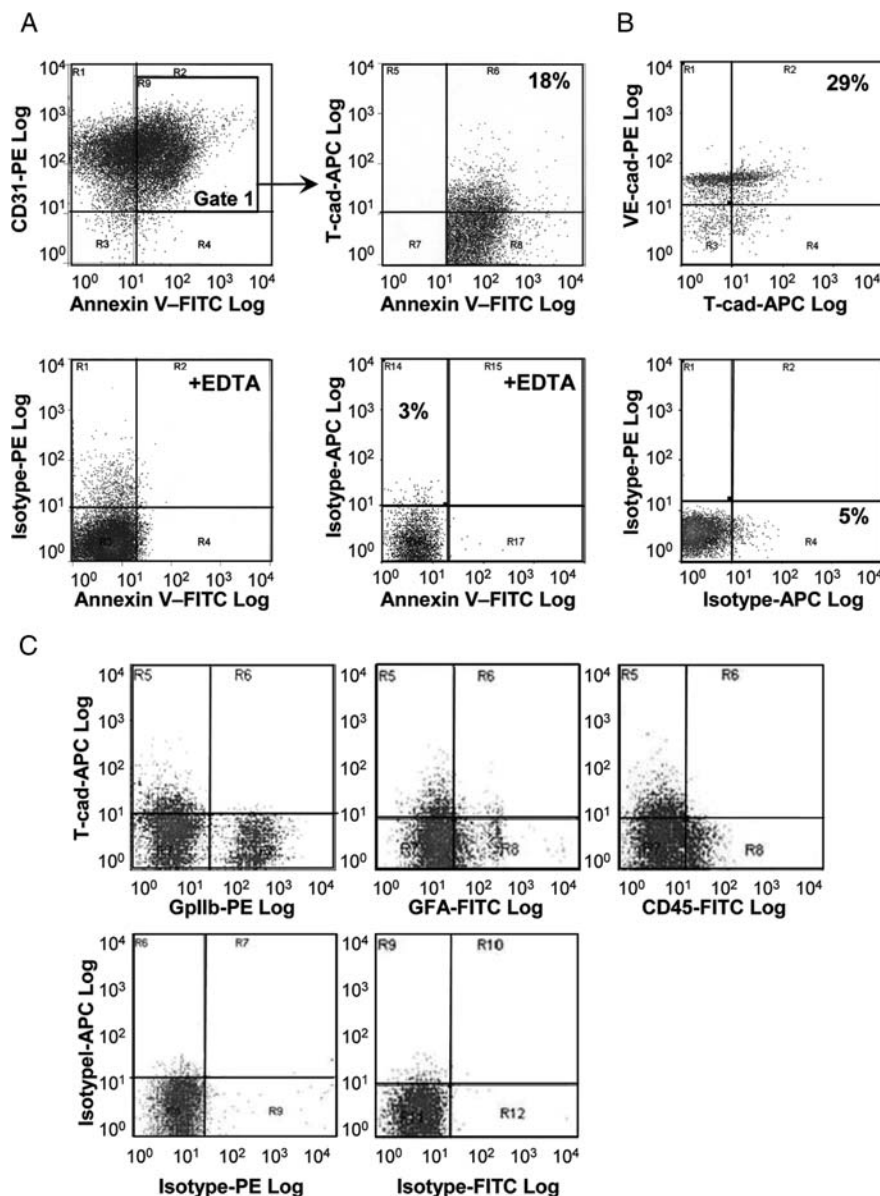 A
B
10⁴
10³
10²
10¹
10⁰
CD31-PE Log
R1
R2
R9
Gate 1
R3
R4
10⁰ 10¹ 10² 10³ 10⁴
Annexin V–FITC Log
10⁴
10³
10²
10¹
10⁰
T-cad-APC Log
R5
R6
18%
R7
R8
10⁰ 10¹ 10² 10³ 10⁴
Annexin V–FITC Log
10⁴
10³
10²
10¹
10⁰
VE-cad-PE Log
R1
R2
29%
R3
R4
10⁰ 10¹ 10² 10³ 10⁴
T-cad-APC Log
10⁴
10³
10²
10¹
10⁰
Isotype-PE Log
R1
R2
+EDTA
R3
R4
10⁰ 10¹ 10² 10³ 10⁴
Annexin V–FITC Log
10⁴
10³
10²
10¹
10⁰
Isotype-APC Log
R14
R15
3%
+EDTA
R17
10⁰ 10¹ 10² 10³ 10⁴
Annexin V–FITC Log
10⁴
10³
10²
10¹
10⁰
Isotype-PE Log
R1
R2
5%
R4
10⁰ 10¹ 10² 10³ 10⁴
Isotype-APC Log
C
10⁴
10³
10²
10¹
10⁰
T-cad-APC Log
R5
R6
10⁰ 10¹ 10² 10³ 10⁴
GpIIb-PE Log
R5
R6
R7
R8
10⁴
10³
10²
10¹
10⁰
10⁰ 10¹ 10² 10³ 10⁴
GFA-FITC Log
R5
R6
R7
R8
10⁴
10³
10²
10¹
10⁰
10⁰ 10¹ 10² 10³ 10⁴
CD45-FITC Log
10⁴
10³
10²
10¹
10⁰
Isotypel-APC Log
R6
R7
R9
10⁰ 10¹ 10² 10³ 10⁴
Isotype-PE Log
10⁴
10³
10²
10¹
10⁰
R9
R10
R11
R12
10⁰ 10¹ 10² 10³ 10⁴
Isotype-FITC Log